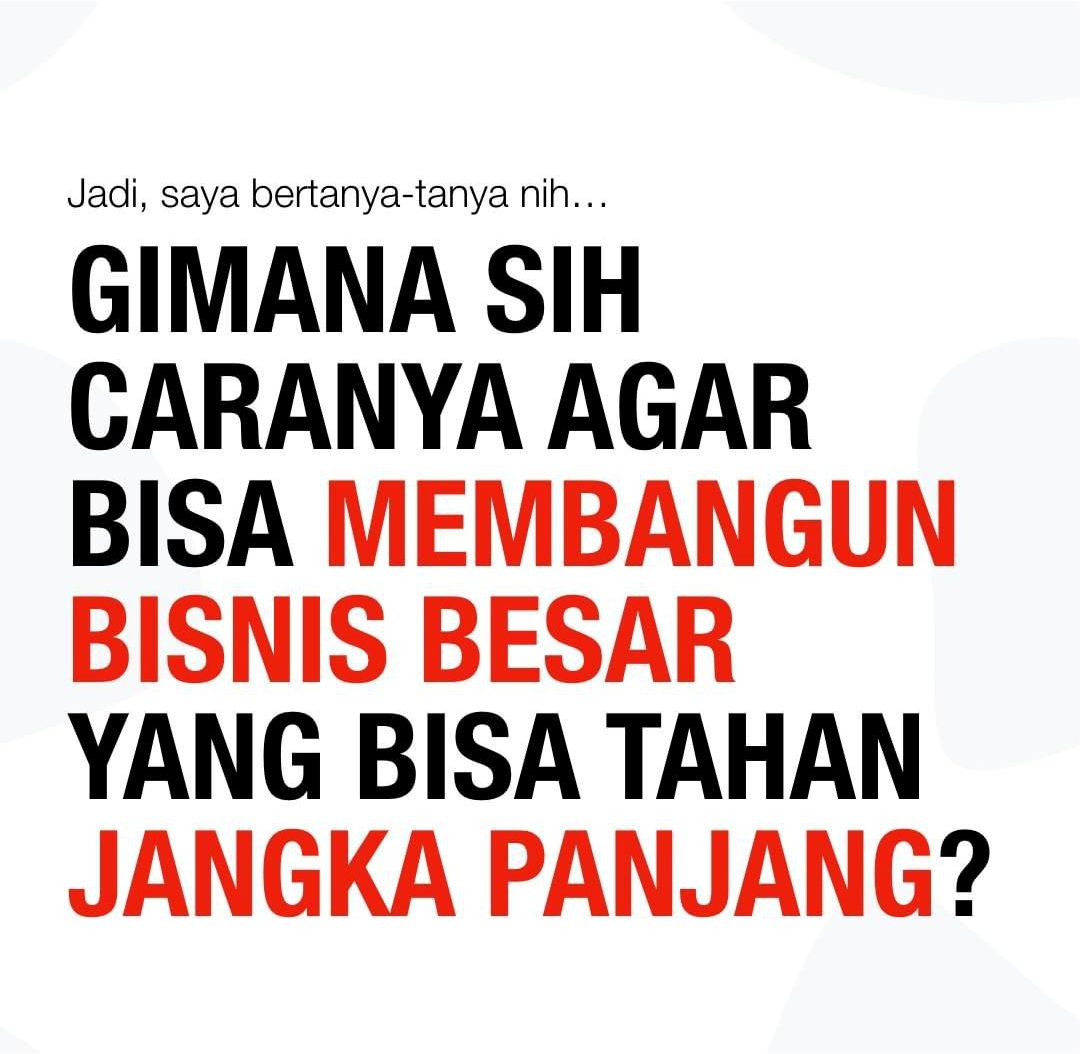 Jadi, saya bertanya-tanya nih...
GIMANA SIH
CARANYA AGAR
BISA MEMBANGUN
BISNIS BESAR
YANG BISA TAHAN
JANGKA PANJANG?